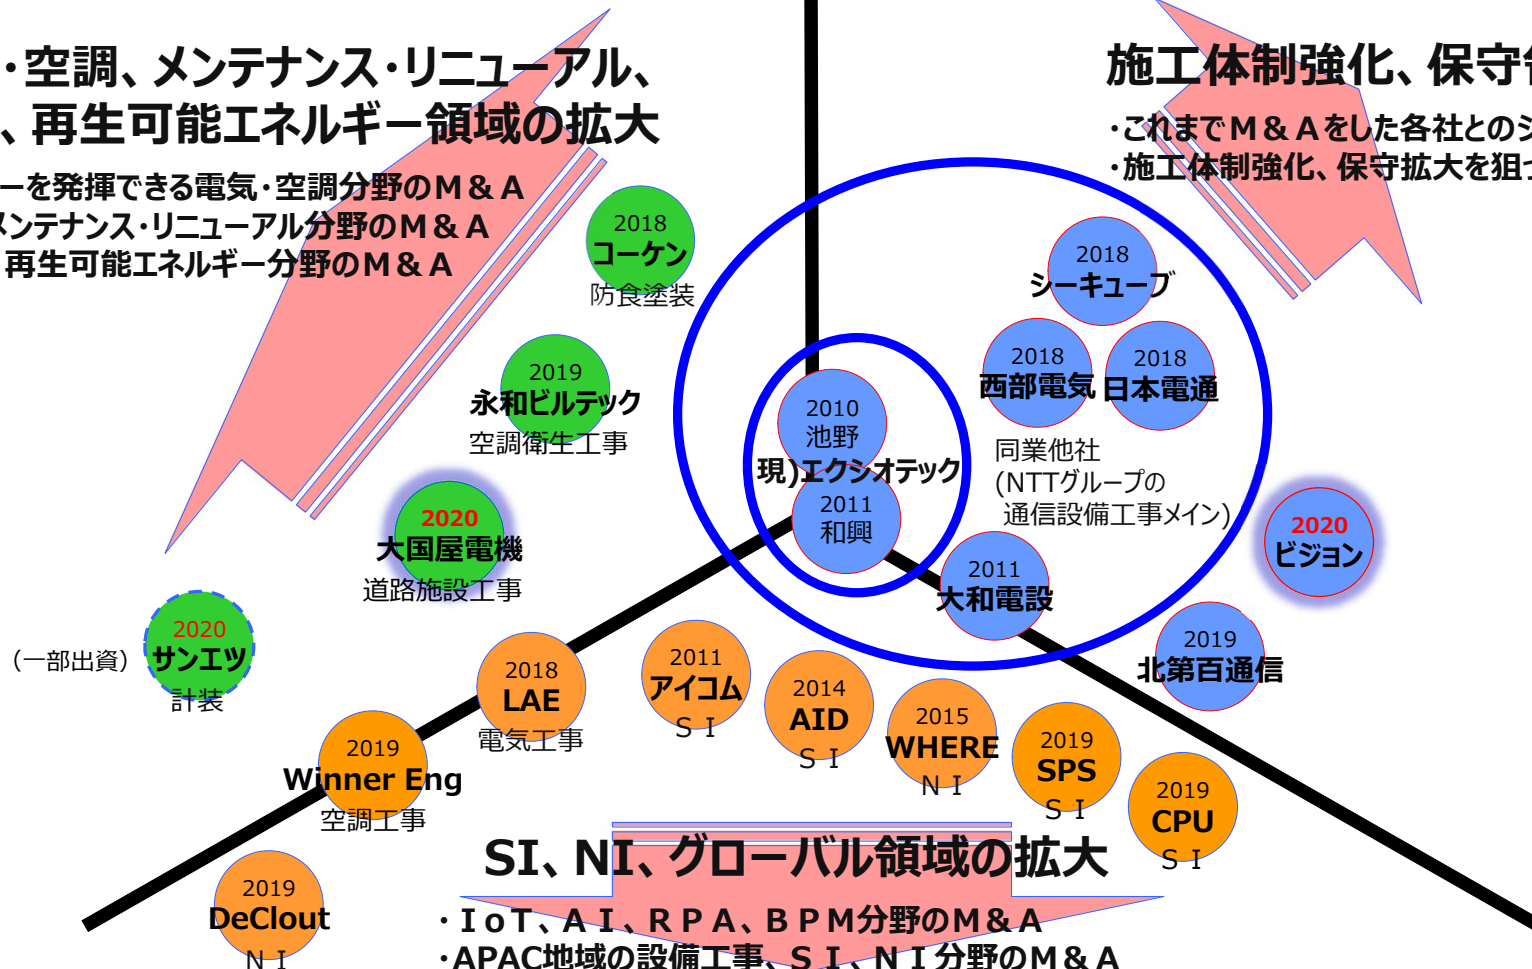 ・空調、メンテナンス・リニューアル、
、再生可能エネルギー領域の拡大
ーを発揮できる電気・空調分野のM&A
メンテナンス・リニューアル分野のM&A
再生可能エネルギー分野のM&A
施工体制強化、保守
・これまでM&Aをした各社とのシ
・施工体制強化、保守拡大を狙っ
2018
コーケン
防食塗装
2019
永和ビルテック
空調衛生工事
2020
大国屋電機
道路施設工事
(一部出資)
2020
サンエツ
計装
2018
シーキューブ
2018
西部電気
2018
日本電通
同業他社
(NTTグループの
通信設備工事メイン)
2010
池野
現)エクシオテック
2011
和興
2011
大和電設
2020
ビジョン
2019
北第百通信
2018
LAE
電気工事
2019
Winner Eng
空調工事
2019
DeClout
NI
2011
アイコム
SI
2014
AID
SI
2015
WHERE
NI
2019
SPS
SI
2019
CPU
SI
SI、NI、グローバル領域の拡大
・IoT、AI、RPA、BPM分野のM&A
・APAC地域の設備工事、SI、NI分野のM&A